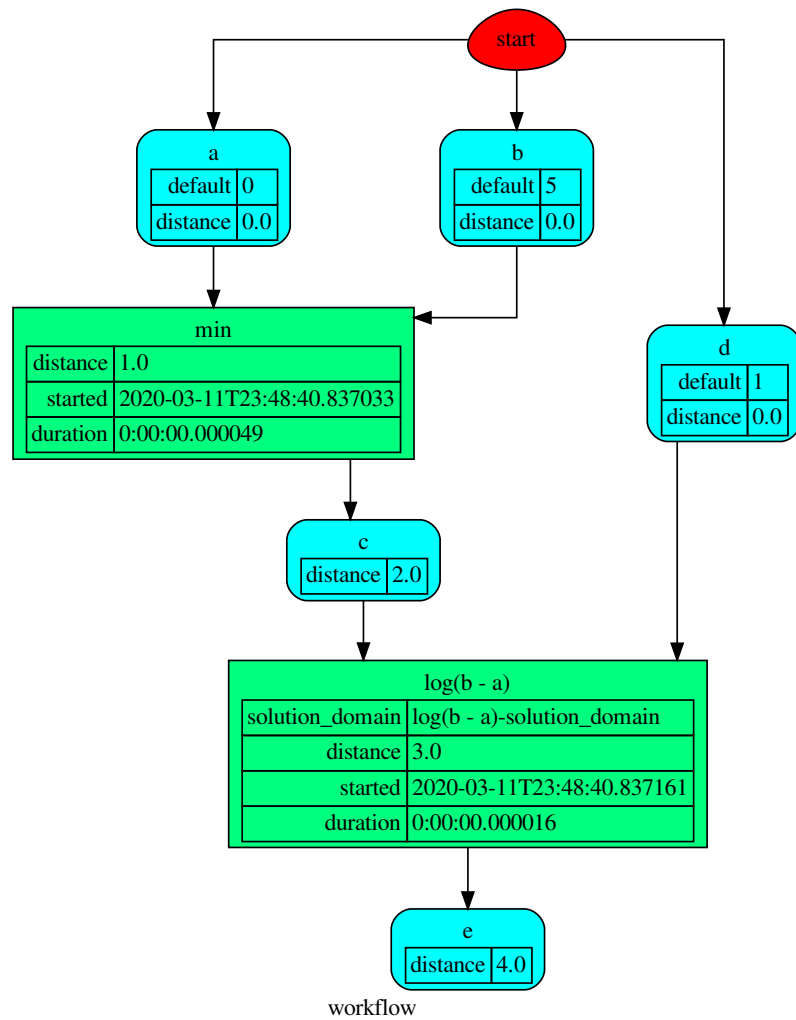 start
a
default 0
distance 0.0
b
default 5
distance 0.0
min
distance 1.0
started 2020-03-11T23:48:40.837033
duration 0:00:00.000049
d
default 1
distance 0.0
c
distance 2.0
log(b - a)
solution_domain log(b - a)-solution_domain
distance 3.0
started 2020-03-11T23:48:40.837161
duration 0:00:00.000016
e
distance 4.0
workflow